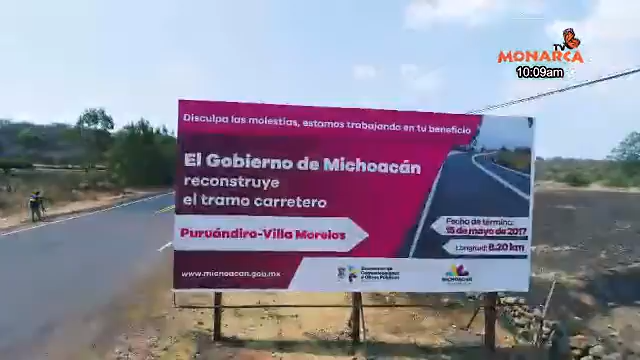 TV
MONARCA
10:09am
Disculpa las molestias, estamos trabajando en tu beneficio
El Gobierno de Michoacán
reconstruye
el tramo carretero
Puruándiro-Villa Morelos
Fecha de término:
15 de mayo de 2017
Longitud: 8.20 km
www.michoacan.gob.mx
MICHOACÁN